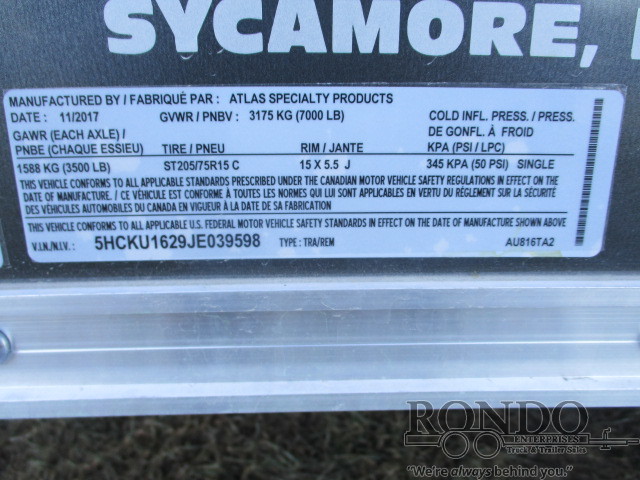 SYCAMORE,
MANUFACTURED BY / FABRIQUÉ PAR : ATLAS SPECIALTY PRODUCTS
DATE : 11/2017 GVWR / PNBV : 3175 KG (7000 LB) COLD INFL. PRESS / PRESS.
GAWR (EACH AXLE) / DE GONFL. À FROID
PNBE (CHAQUE ESSIEU) TIRE / PNEU RIM / JANTE KPA (PSI / LPC)
1588 KG (3500 LB) ST205/75R15 C 15 X 5.5 J 345 KPA (50 PSI) SINGLE
THIS VEHICLE CONFORMS TO ALL APPLICABLE STANDARDS PRESCRIBED UNDER THE CANADIAN MOTOR VEHICLE SAFETY REGULATIONS IN EFFECT ON
THE DATE OF MANUFACTURE / CE VÉHICULE EST CONFORME À TOUTES LES NORMES QUI LUI SONT APPLICABLES EN VERTU DU RÈGLEMENT SUR LA SÉCURITÉ
DES VÉHICULES AUTOMOBILES DU CANADA EN VIGUEUR À LA DATE DE SA FABRICATION
THIS VEHICLE CONFORMS TO ALL APPLICABLE U.S. FEDERAL MOTOR VEHICLE SAFETY STANDARDS IN EFFECT ON THE DATE OF MANUFACTURE SHOWN ABOVE.
V.I.N./N.I.V.: 5HCKU1629JE039598 TYPE : TRA/REM AU816TA2
RONDO
ENTERPRISES
Truck & Trailer Sales
"We're always behind you."